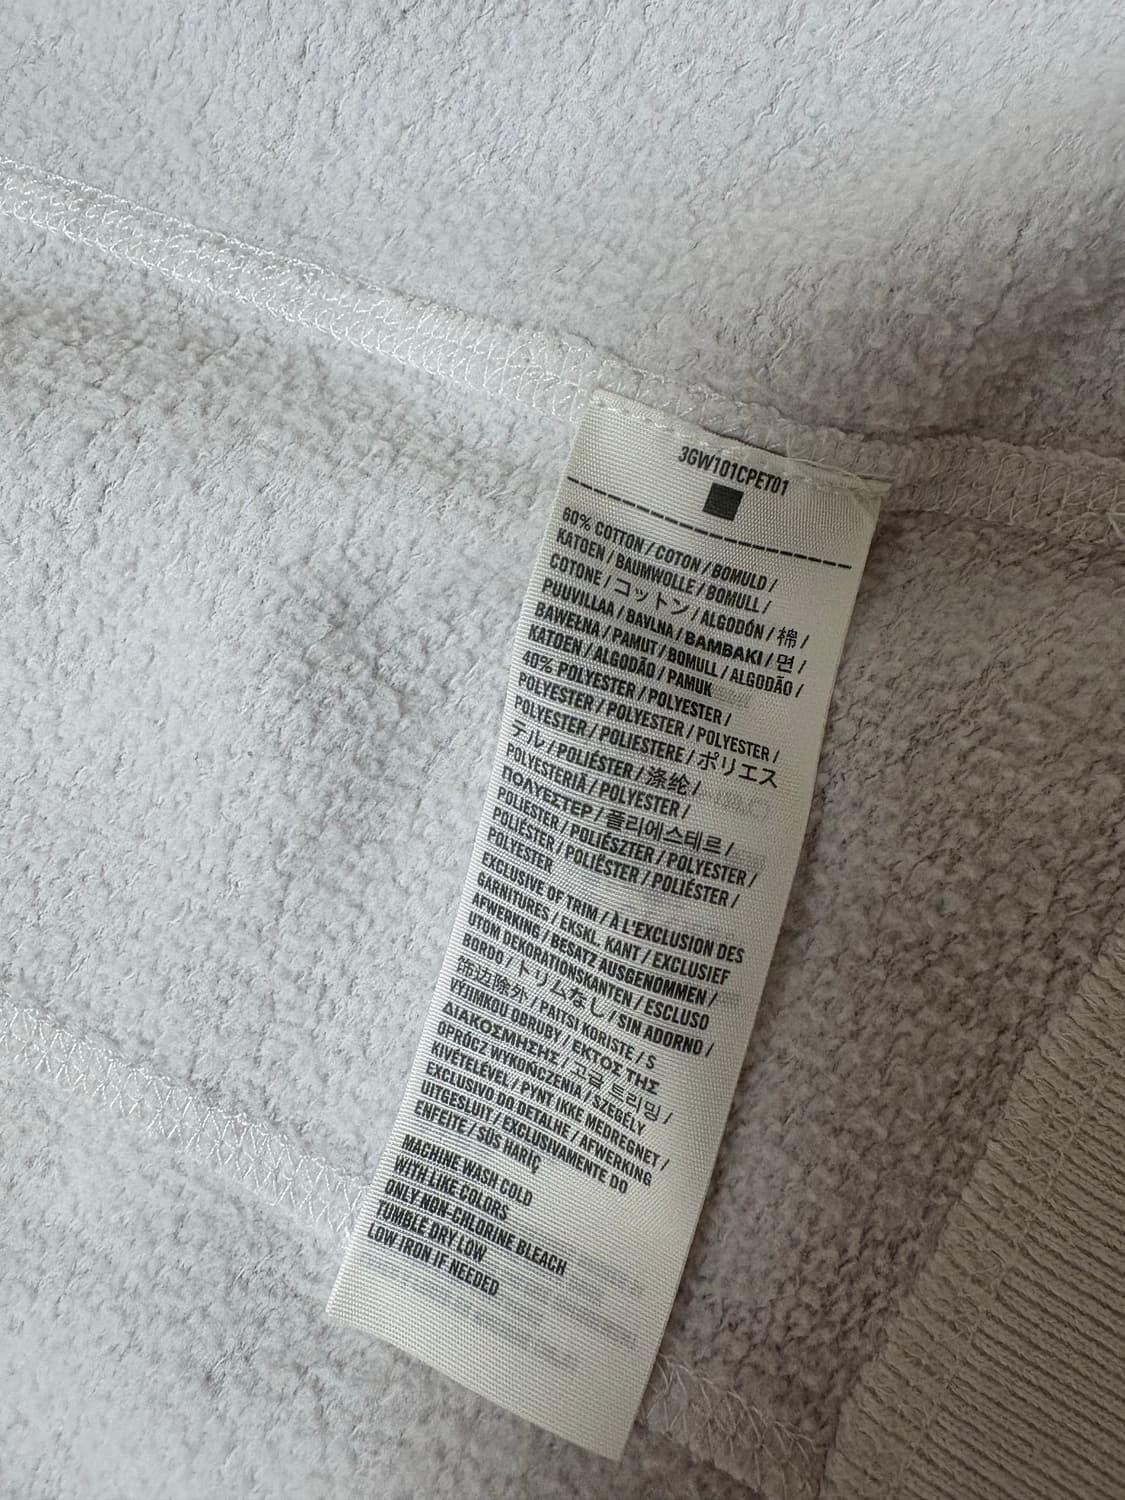 3GW101CPET01
60% COTTON / COTON / BOMULD /
KATOEN / BAUMWOLLE / BOMULL /
COTONE / コットン / ALGODÓN / 棉 /
PUUVILLAA / BAVLNA / BAMBAKI / 면 /
BAWEŁNA / PAMUT / BOMULL / ALGODÃO /
KATOEN / ALGODÃO / PAMUK
40% POLYESTER / POLYESTER /
POLYESTER / POLYESTER / POLYESTER /
POLYESTER / POLIESTERE / ポリエス
テル / POLIÉSTER / 涤纶 /
POLYESTERIÄ / POLYESTER /
ΠΟΛΥΕΣΤΕΡ / 폴리에스테르 /
POLIESTER / POLIÉSZTER / POLYESTER /
POLIÉSTER / POLIÉSTER / POLIÉSTER /
POLYESTER
EXCLUSIVE OF TRIM / À L'EXCLUSION DES
GARNITURES / EKSKL. KANT / EXCLUSIEF
AFWERKING / BESATZ AUSGENOMMEN /
UTOM DEKORATIONSKANTEN / ESCLUSO
BORDO / トリムなし / SIN ADORNO /
饰边除外 / PAITSI KORISTE / S
VÝJIMKOU OBRUBY / ΕΚΤΟΣ ΤΗΣ
ΔΙΑΚΟΣΜΗΣΗΣ / 고급 트리밍 /
OPRÓCZ WYKOŃCZENIA / SZEGÉLY
KIVÉTELÉVEL / PYNT IKKE MEDREGNET /
EXCLUSIVO DO DETALHE / AFWERKING
UITGESLUIT / EXCLUSIVAMENTE DO
ENFEITE / SÜS HARİÇ
MACHINE WASH COLD
WITH LIKE COLORS
ONLY NON-CHLORINE BLEACH
TUMBLE DRY LOW
LOW IRON IF NEEDED